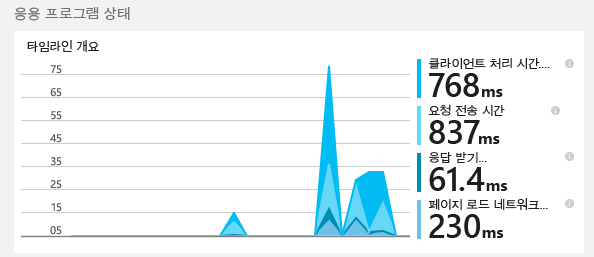 응용 프로그램 상태
타임라인 개요
75
65
55
45
35
25
15
05
클라이언트 처리 시간....
768ms
요청 전송 시간
837ms
응답 받기...
61.4ms
페이지 로드 네트워크...
230ms